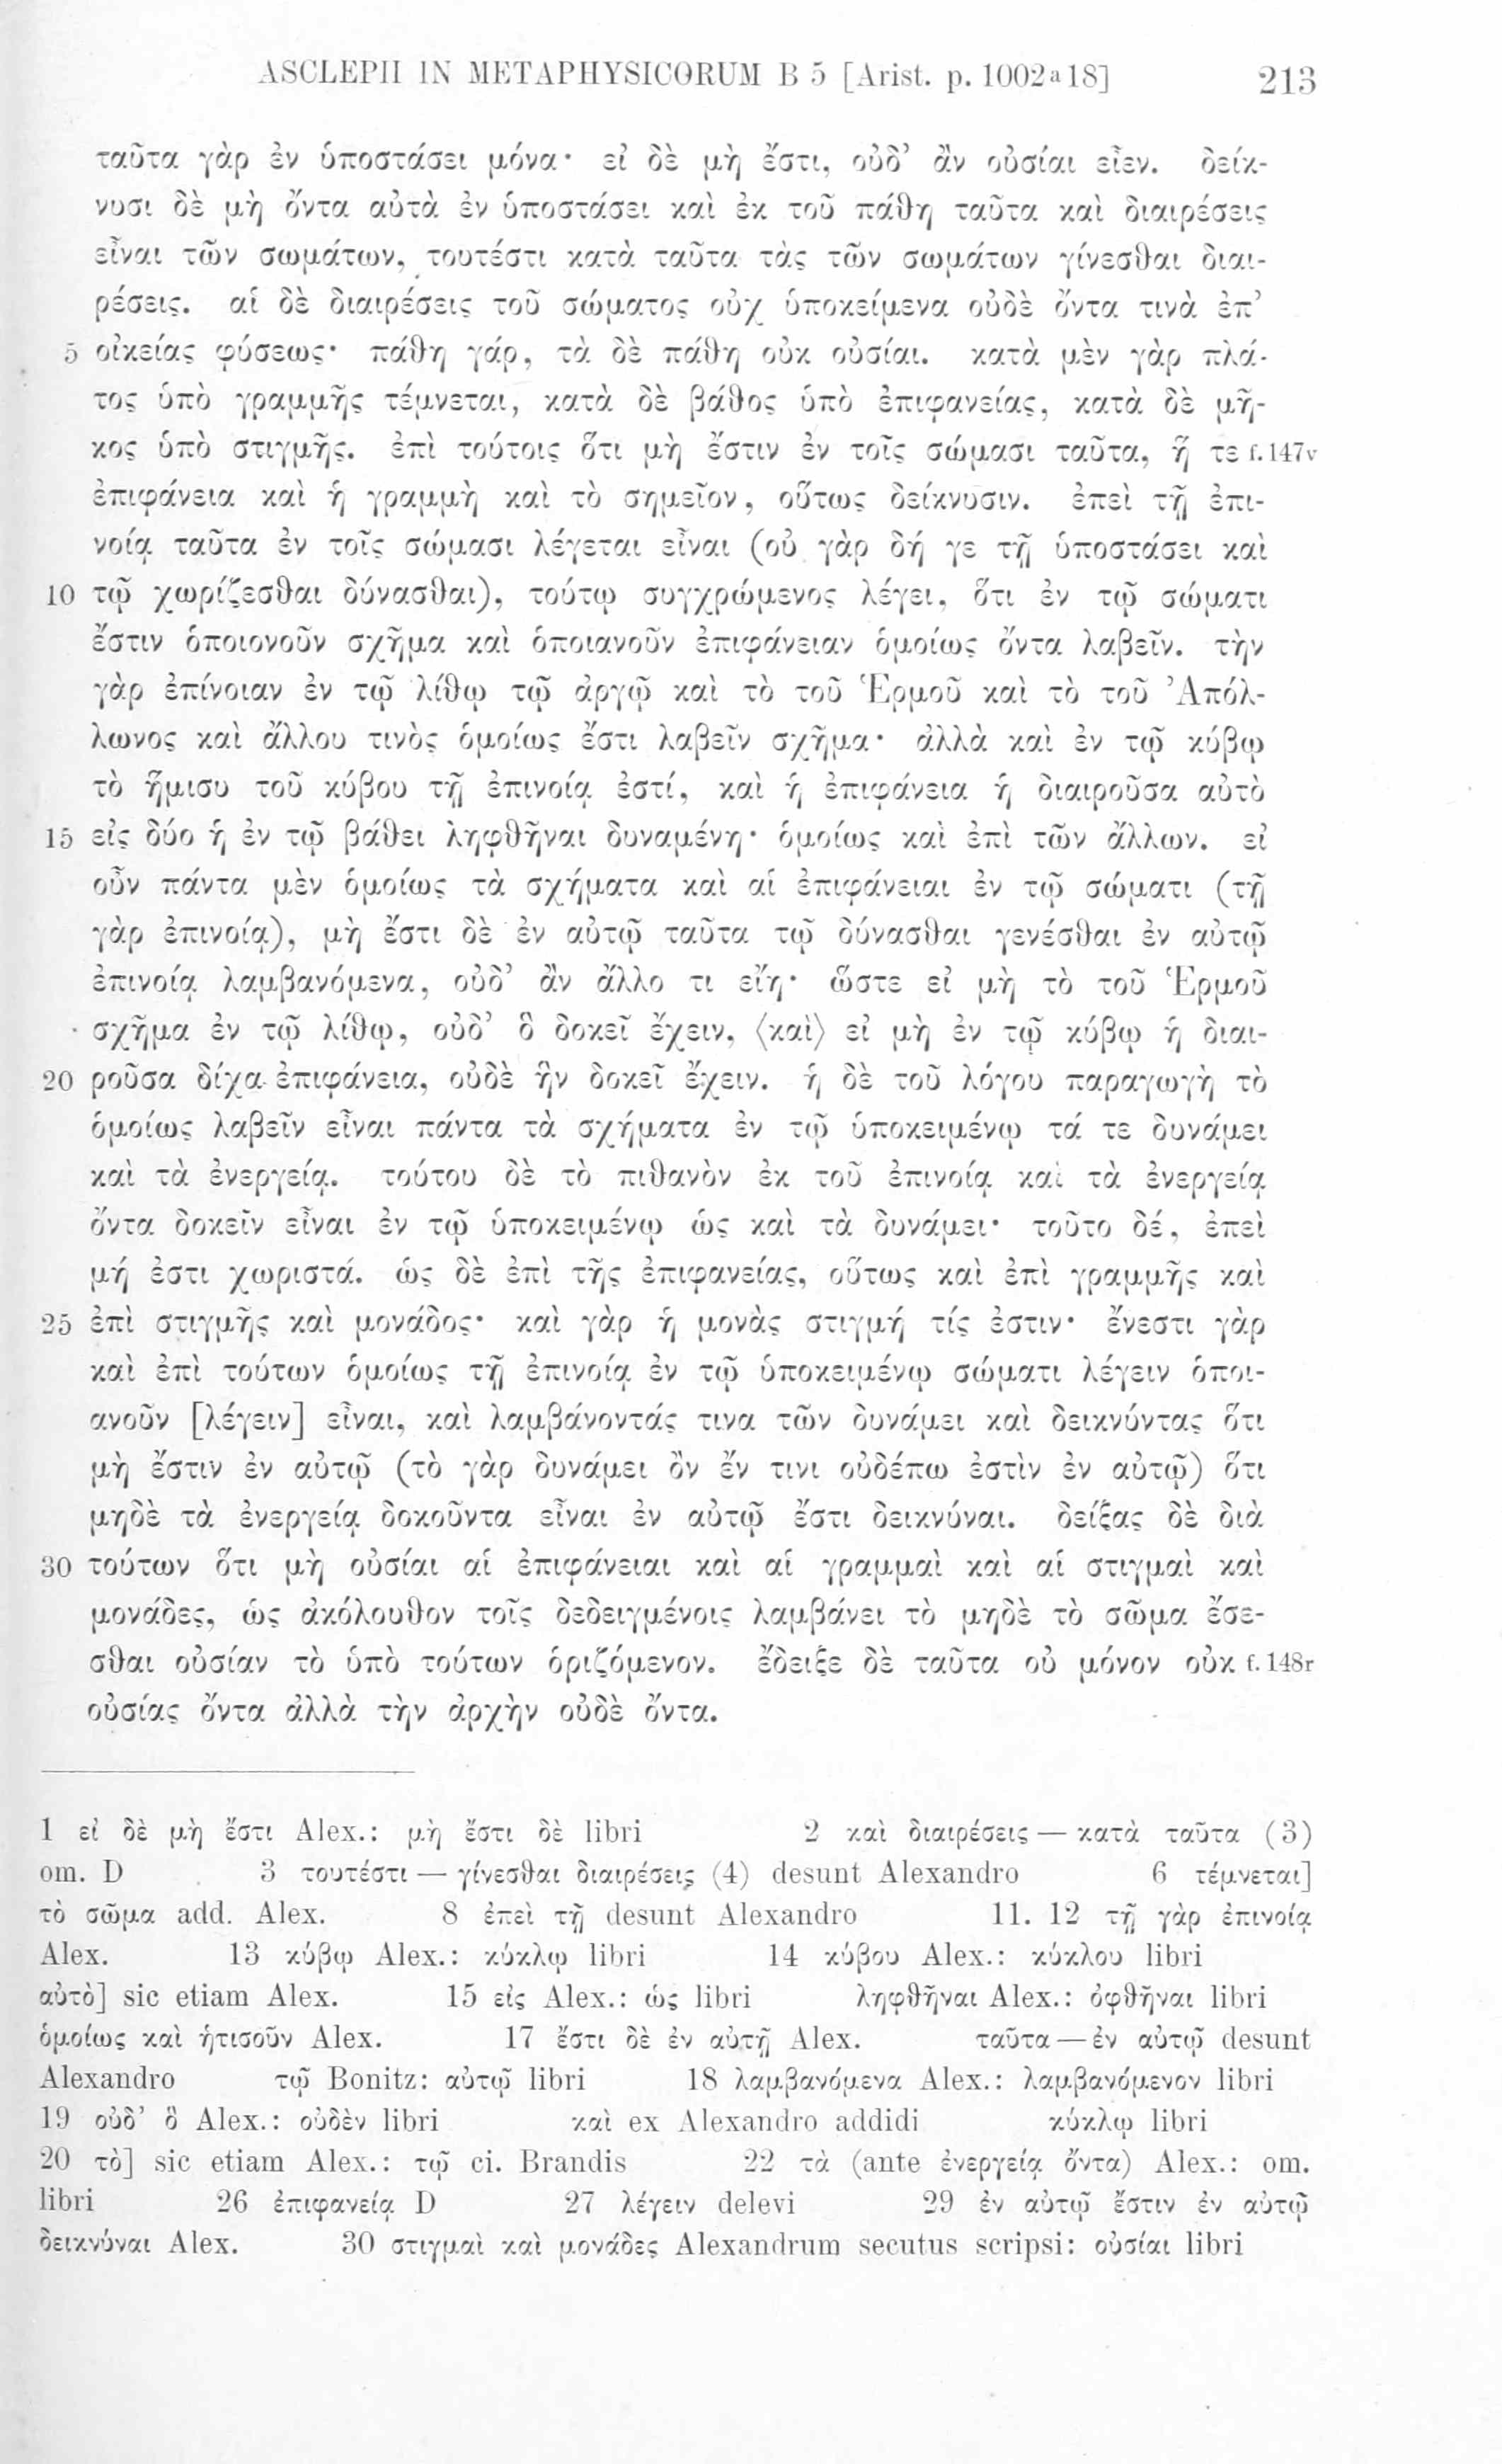 ASCLEPII IN METAPHYSICORUM B 5 [Arist. p. 1002ᵃ18] 213
ταῦτα γὰρ ἐν ὑποστάσει μόνα· εἰ δὲ μὴ ἔστι, οὐδ’ ἂν οὐσίαι εἶεν. δείκ-
νυσι δὲ μὴ ὄντα αὐτὰ ἐν ὑποστάσει καὶ ἐκ τοῦ πάθη ταῦτα καὶ διαιρέσεις
εἶναι τῶν σωμάτων, τουτέστι κατὰ ταῦτα τὰς τῶν σωμάτων γίνεσθαι διαι-
ρέσεις. αἱ δὲ διαιρέσεις τοῦ σώματος οὐχ ὑποκείμενα οὐδὲ ὄντα τινὰ ἐπ’
5 οἰκείας φύσεως· πάθη γάρ, τὰ δὲ πάθη οὐκ οὐσίαι. κατὰ μὲν γὰρ πλά-
τος ὑπὸ γραμμῆς τέμνεται, κατὰ δὲ βάθος ὑπὸ ἐπιφανείας, κατὰ δὲ μῆ-
κος ὑπὸ στιγμῆς. ἐπὶ τούτοις ὅτι μὴ ἔστιν ἐν τοῖς σώμασι ταῦτα, ἥ τε f.147v
ἐπιφάνεια καὶ ἡ γραμμὴ καὶ τὸ σημεῖον, οὕτως δείκνυσιν. ἐπεὶ τῇ ἐπι-
νοίᾳ ταῦτα ἐν τοῖς σώμασι λέγεται εἶναι (οὐ γὰρ δή γε τῇ ὑποστάσει καὶ
10 τῷ χωρίζεσθαι δύνασθαι), τούτῳ συγχρώμενος λέγει, ὅτι ἐν τῷ σώματι
ἔστιν ὁποιονοῦν σχῆμα καὶ ὁποιανοῦν ἐπιφάνειαν ὁμοίως ὄντα λαβεῖν. τὴν
γὰρ ἐπίνοιαν ἐν τῷ λίθῳ τῷ ἀργῷ καὶ τὸ τοῦ Ἑρμοῦ καὶ τὸ τοῦ Ἀπόλ-
λωνος καὶ ἄλλου τινὸς ὁμοίως ἔστι λαβεῖν σχῆμα· ἀλλὰ καὶ ἐν τῷ κύβῳ
τὸ ἥμισυ τοῦ κύβου τῇ ἐπινοίᾳ ἐστί, καὶ ἡ ἐπιφάνεια ἡ διαιροῦσα αὐτὸ
15 εἰς δύο ἡ ἐν τῷ βάθει ληφθῆναι δυναμένη· ὁμοίως καὶ ἐπὶ τῶν ἄλλων. εἰ
οὖν πάντα μὲν ὁμοίως τὰ σχήματα καὶ αἱ ἐπιφάνειαι ἐν τῷ σώματι (τῇ
γὰρ ἐπινοίᾳ), μὴ ἔστι δὲ ἐν αὐτῷ ταῦτα τῷ δύνασθαι γενέσθαι ἐν αὐτῷ
ἐπινοίᾳ λαμβανόμενα, οὐδ’ ἂν ἄλλο τι εἴη· ὥστε εἰ μὴ τὸ τοῦ Ἑρμοῦ
σχῆμα ἐν τῷ λίθῳ, οὐδ’ ὃ δοκεῖ ἔχειν, ⟨καὶ⟩ εἰ μὴ ἐν τῷ κύβῳ ἡ διαι-
20 ροῦσα δίχα ἐπιφάνεια, οὐδὲ ἣν δοκεῖ ἔχειν. ἡ δὲ τοῦ λόγου παραγωγὴ τὸ
ὁμοίως λαβεῖν εἶναι πάντα τὰ σχήματα ἐν τῷ ὑποκειμένῳ τά τε δυνάμει
καὶ τὰ ἐνεργείᾳ. τούτου δὲ τὸ πιθανὸν ἐκ τοῦ ἐπινοίᾳ καὶ τὰ ἐνεργείᾳ
ὄντα δοκεῖν εἶναι ἐν τῷ ὑποκειμένῳ ὡς καὶ τὰ δυνάμει· τοῦτο δέ, ἐπεὶ
μή ἐστι χωριστά. ὡς δὲ ἐπὶ τῆς ἐπιφανείας, οὕτως καὶ ἐπὶ γραμμῆς καὶ
25 ἐπὶ στιγμῆς καὶ μονάδος· καὶ γὰρ ἡ μονὰς στιγμή τίς ἐστιν· ἔνεστι γὰρ
καὶ ἐπὶ τούτων ὁμοίως τῇ ἐπινοίᾳ ἐν τῷ ὑποκειμένῳ σώματι λέγειν ὁποι-
ανοῦν [λέγειν] εἶναι, καὶ λαμβάνοντάς τινα τῶν δυνάμει καὶ δεικνύντας ὅτι
μὴ ἔστιν ἐν αὐτῷ (τὸ γὰρ δυνάμει ὂν ἔν τινι οὐδέπω ἐστὶν ἐν αὐτῷ) ὅτι
μηδὲ τὰ ἐνεργείᾳ δοκοῦντα εἶναι ἐν αὐτῷ ἔστι δεικνύναι. δείξας δὲ διὰ
30 τούτων ὅτι μὴ οὐσίαι αἱ ἐπιφάνειαι καὶ αἱ γραμμαὶ καὶ αἱ στιγμαὶ καὶ
μονάδες, ὡς ἀκόλουθον τοῖς δεδειγμένοις λαμβάνει τὸ μηδὲ τὸ σῶμα ἔσε-
σθαι οὐσίαν τὸ ὑπὸ τούτων ὁριζόμενον. ἔδειξε δὲ ταῦτα οὐ μόνον οὐκ f.148r
οὐσίας ὄντα ἀλλὰ τὴν ἀρχὴν οὐδὲ ὄντα.
1 εἰ δὲ μὴ ἔστι Alex.: μὴ ἔστι δὲ libri 2 καὶ διαιρέσεις — κατὰ ταῦτα (3)
om. D 3 τουτέστι — γίνεσθαι διαιρέσεις (4) desunt Alexandro 6 τέμνεται]
τὸ σῶμα add. Alex. 8 ἐπεὶ τῇ desunt Alexandro 11. 12 τῇ γὰρ ἐπινοίᾳ
Alex. 13 κύβῳ Alex.: κύκλῳ libri 14 κύβου Alex.: κύκλου libri
αὐτὸ] sic etiam Alex. 15 εἰς Alex.: ὡς libri ληφθῆναι Alex.: ὀφθῆναι libri
ὁμοίως καὶ ἡτισοῦν Alex. 17 ἔστι δὲ ἐν αὐτῇ Alex. ταῦτα — ἐν αὐτῷ desunt
Alexandro τῷ Bonitz: αὐτῷ libri 18 λαμβανόμενα Alex.: λαμβανόμενον libri
19 οὐδ’ ὃ Alex.: οὐδὲν libri καὶ ex Alexandro addidi κύκλῳ libri
20 τὸ] sic etiam Alex.: τῷ ci. Brandis 22 τὰ (ante ἐνεργείᾳ ὄντα) Alex.: om.
libri 26 ἐπιφανείᾳ D 27 λέγειν delevi 29 ἐν αὐτῷ ἔστιν ἐν αὐτῷ
δεικνύναι Alex. 30 στιγμαὶ καὶ μονάδες Alexandrum secutus scripsi: οὐσίαι libri